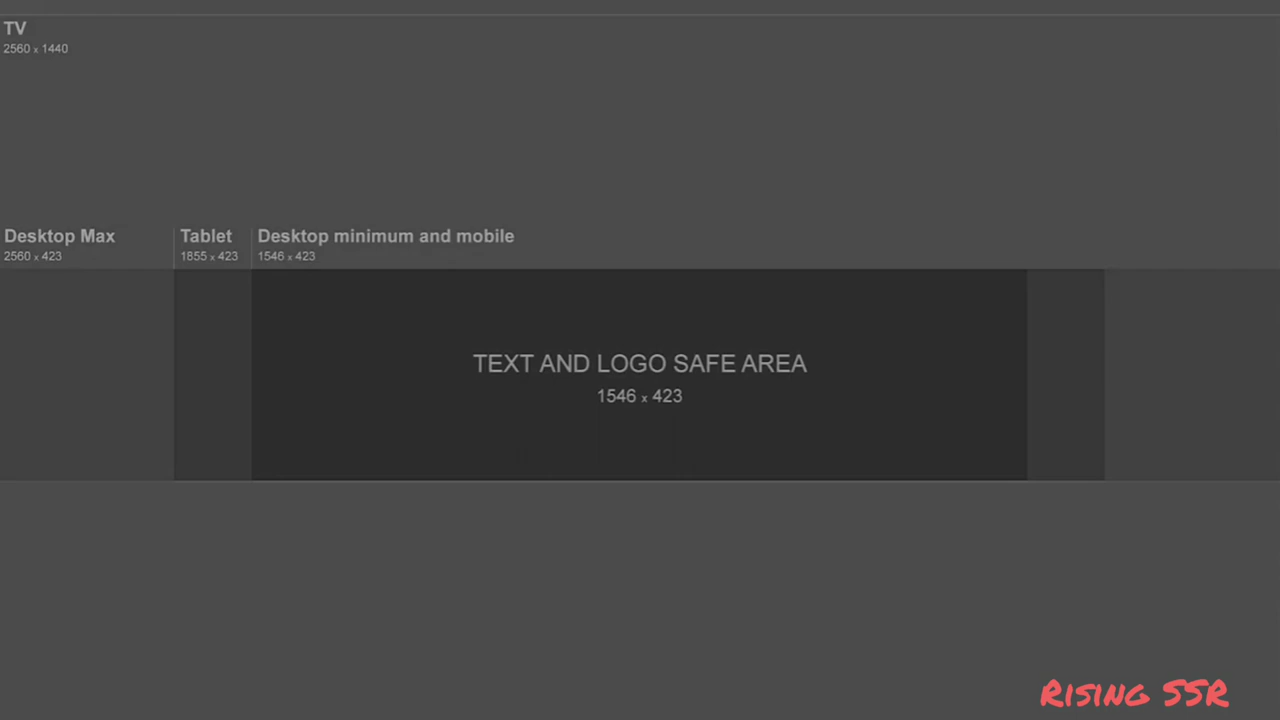 TV
2560 x 1440
Desktop Max
2560 x 423
Tablet
1855 x 423
Desktop minimum and mobile
1546 x 423
TEXT AND LOGO SAFE AREA
1546 x 423
Rising SSR